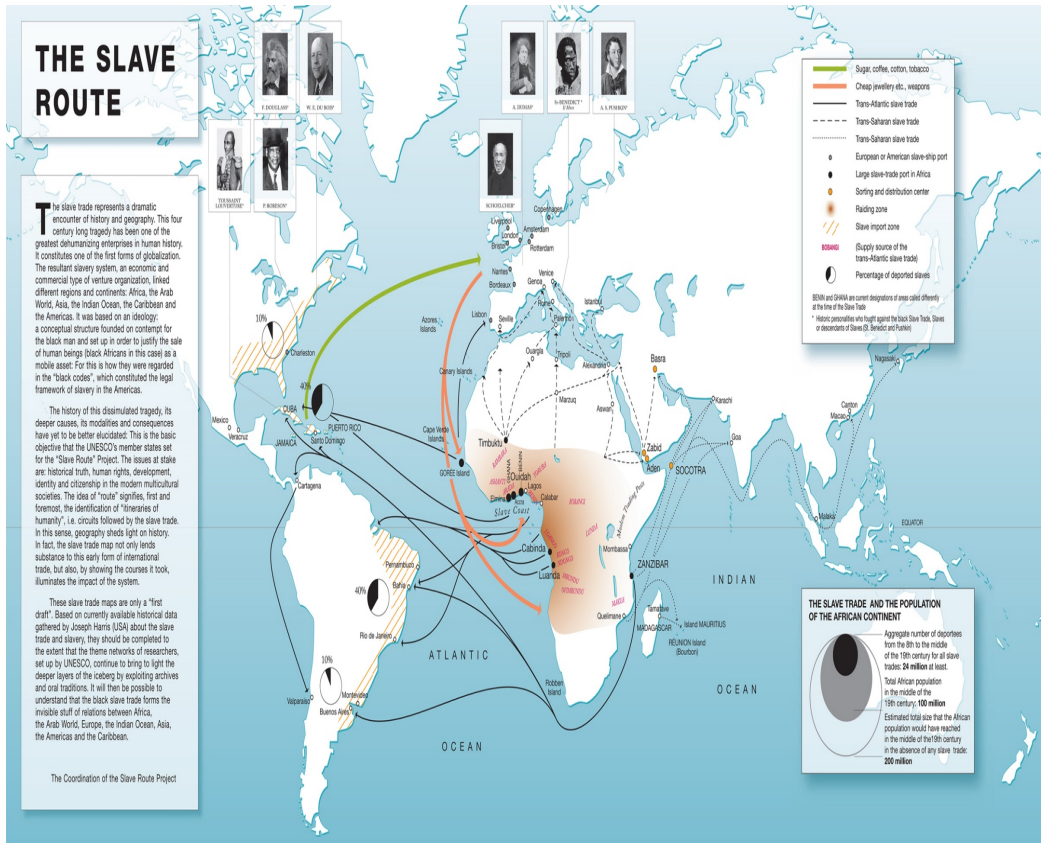 THE SLAVE
ROUTE
The slave trade represents a dramatic
encounter of history and geography. This four
century long tragedy has been one of the
greatest dehumanizing enterprises in human history.
It constitutes one of the first forms of globalization.
The resultant slavery system, an economic and
commercial type of venture organization, linked
different regions and continents: Africa, the Arab
World, Asia, the Indian Ocean, the Caribbean and
the Americas. It was based on an ideology:
a conceptual structure founded on contempt for
the black man and set up in order to justify the sale
of human beings (black Africans in this case) as a
mobile asset: For this is how they were regarded
in the "black codes", which constituted the legal
framework of slavery in the Americas.
The history of this dissimulated tragedy, its
deeper causes, its modalities and consequences
have yet to be better elucidated: This is the basic
objective that the UNESCO's member states set
for the "Slave Route" Project. The issues at stake
are: historical truth, human rights, development,
identity and citizenship in the modern multicultural
societies. The idea of "route" signifies, first and
foremost, the identification of "itineraries of
humanity", i.e. circuits followed by the slave trade.
In this sense, geography sheds light on history.
In fact, the slave trade map not only lends
substance to this early form of international
trade, but also, by showing the courses it took,
illuminates the impact of the system.
These slave trade maps are only a "first
draft". Based on currently available historical data
gathered by Joseph Harris (USA) about the slave
trade and slavery, they should be completed to
the extent that the theme networks of researchers,
set up by UNESCO, continue to bring to light the
deeper layers of the iceberg by exploiting archives
and oral traditions. It will then be possible to
understand that the black slave trade forms the
invisible stuff of relations between Africa,
the Arab World, Europe, the Indian Ocean, Asia,
the Americas and the Caribbean.
The Coordination of the Slave Route Project
F. DOUGLASS*
W. E. DU BOIS*
TOUSSAINT
LOUVERTURE*
P. ROBESON*
A. DUMAS*
St-BENEDICT *
A. S. PUSHKIN*
SCHOELCHER*
Sugar, coffee, cotton, tobacco
Cheap jewellery etc., weapons
Trans-Atlantic slave trade
Trans-Saharan slave trade
Trans-Saharan slave trade
European or American slave-ship port
Large slave-trade port in Africa
Sorting and distribution center
Raiding zone
Slave import zone
BOBANGI
(Supply source of the
trans-Atlantic slave trade)
Percentage of deported slaves
BENIN and GHANA are current designations of areas called differently
at the time of the Slave Trade
* Historic personalities who fought against the black Slave Trade, Slaves
or descendants of Slaves (St. Benedict and Pushkin)
Copenhagen
Liverpool
Amsterdam
London
Bristol
Rotterdam
Nantes
Bordeaux
Venice
Genoa
Rome
Istanbul
Lisbon
Seville
Palermo
Azores
Islands
Canary Islands
Ouargla
Tripoli
Alexandria
Basra
Marzuq
Aswan
Karachi
Goa
Canton
Macao
Nagasaki
10%
Charleston
40%
CUBA
PUERTO RICO
Santo Domingo
JAMAICA
Mexico
Veracruz
Cartagena
Cape Verde
Islands
GOREE Island
Timbuktu
BAMBARA
GHANA
BENIN
YORUBA
ASHANTI
Ouidah
Lagos
Elmina
Accra
Calabar
Slave Coast
Zabid
Aden
SOCOTRA
Muslim Trading Posts
LUNDA
Malaka
EQUATOR
Cabinda
Luanda
KONGO
MBUNDU
OVIMBUNDU
MAKUA
Mombassa
ZANZIBAR
Quelimane
Tamatave
MADAGASCAR
Island MAURITIUS
REUNION Island
(Bourbon)
Robben
Island
Pernambuco
Bahia
40%
Rio de Janeiro
10%
Montevideo
Buenos Aires
Valparaiso
ATLANTIC
OCEAN
INDIAN
OCEAN
THE SLAVE TRADE AND THE POPULATION
OF THE AFRICAN CONTINENT
Aggregate number of deportees
from the 8th to the middle
of the 19th century for all slave
trades: 24 million at least.
Total African population
in the middle of the
19th century: 100 million
Estimated total size that the African
population would have reached
in the middle of the19th century
in the absence of any slave trade:
200 million